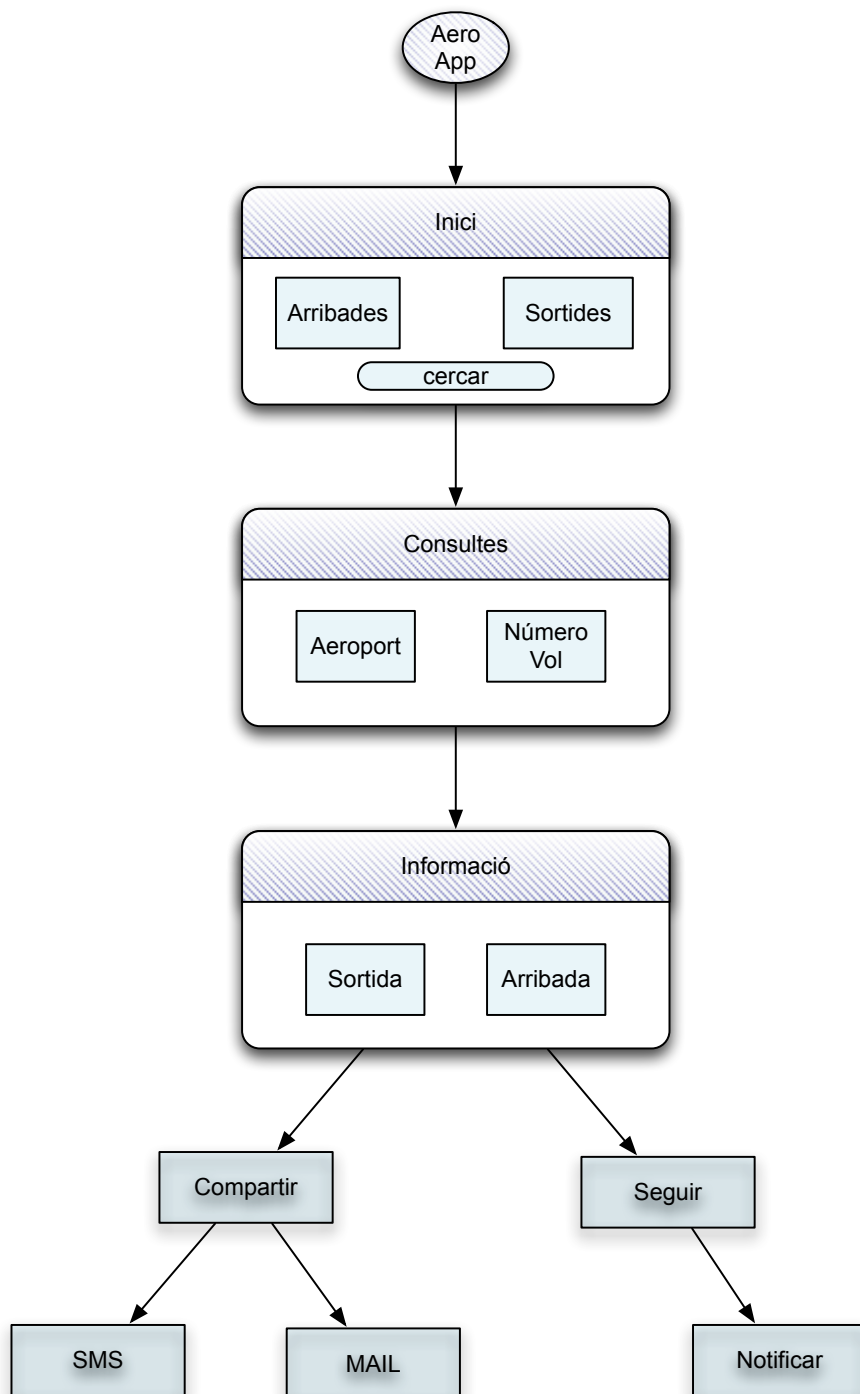 Aero
App
Inici
Arribades
Sortides
cercar
Consultes
Aeroport
Número
Vol
Informació
Sortida
Arribada
Compartir
Seguir
SMS
MAIL
Notificar